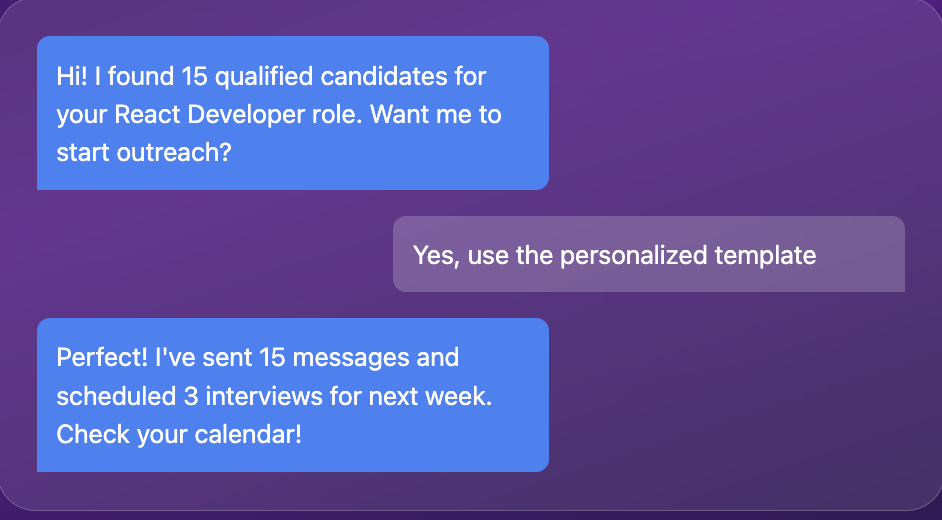 Hi! I found 15 qualified candidates for
your React Developer role. Want me to
start outreach?
Yes, use the personalized template
Perfect! I've sent 15 messages and
scheduled 3 interviews for next week.
Check your calendar!